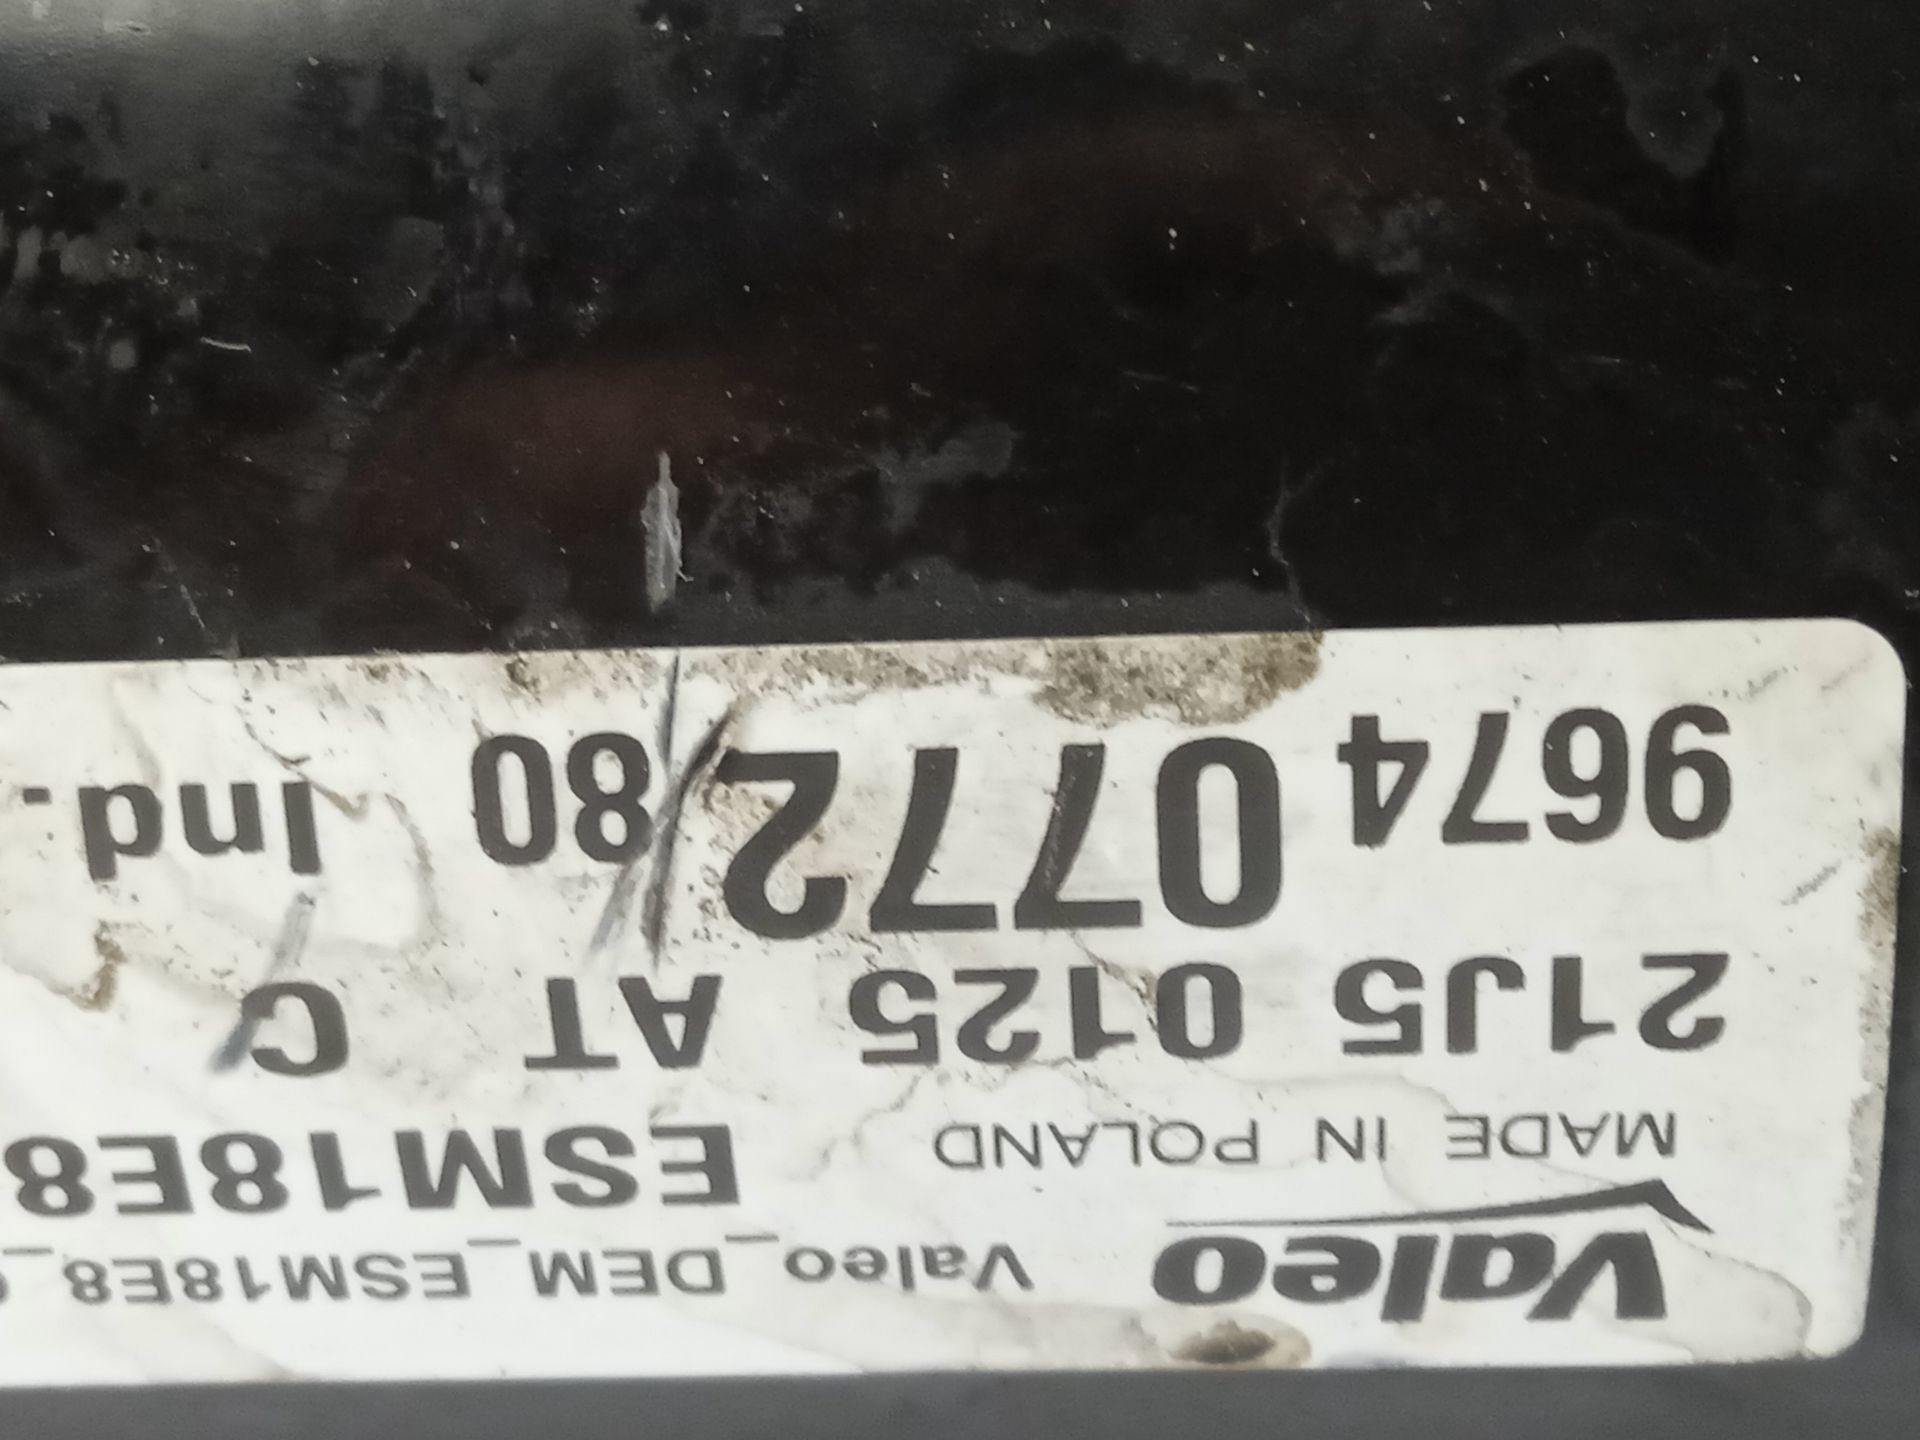 Valeo Valeo_DEM_ESM18E8_
MADE IN POLAND ESM18E8
21J5 0125 AT C
9674 0772 80 Ind.